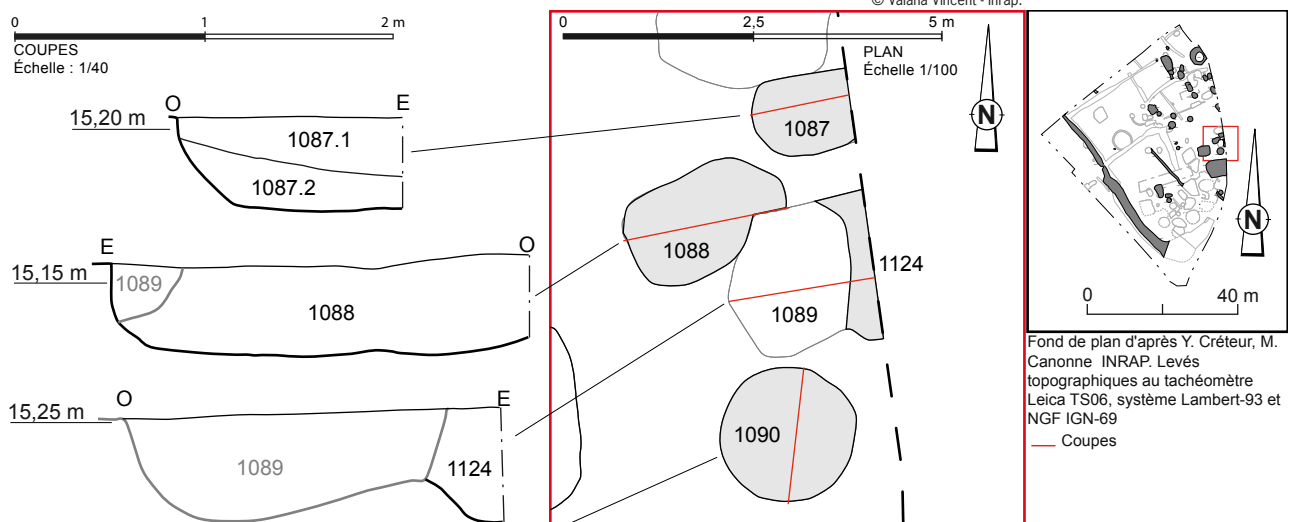 © Valaria Vincent - Inrap.
0 1 2 m
COUPES
Échelle : 1/40
O E
15,20 m
1087.1
1087.2
E O
15,15 m
1089
1088
O E
15,25 m
1089
1124
0 2,5 5 m
PLAN
Échelle 1/100
N
1087
1088
1124
1089
1090
N
0 40 m
Fond de plan d'après Y. Créteur, M.
Canonne INRAP. Levés
topographiques au tachéomètre
Leica TS06, système Lambert-93 et
NGF IGN-69
Coupes